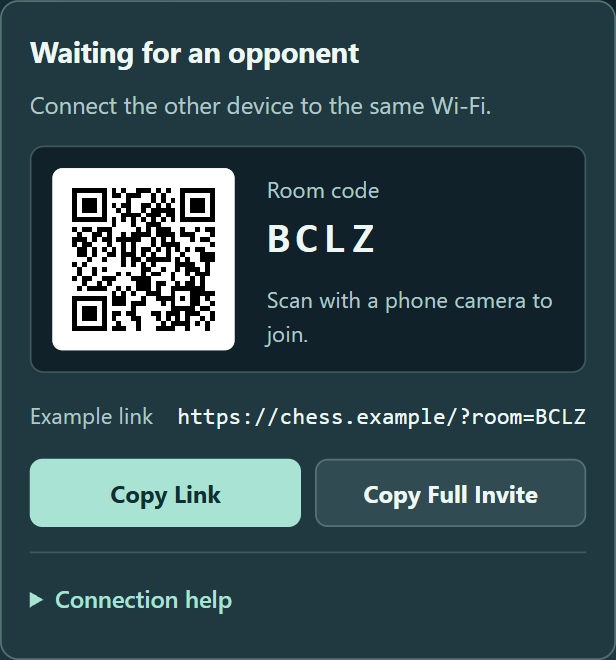 Waiting for an opponent
Connect the other device to the same Wi-Fi.
Room code
BCLZ
Scan with a phone camera to
join.
Example link https://chess.example/?room=BCLZ
Copy Link Copy Full Invite
Connection help